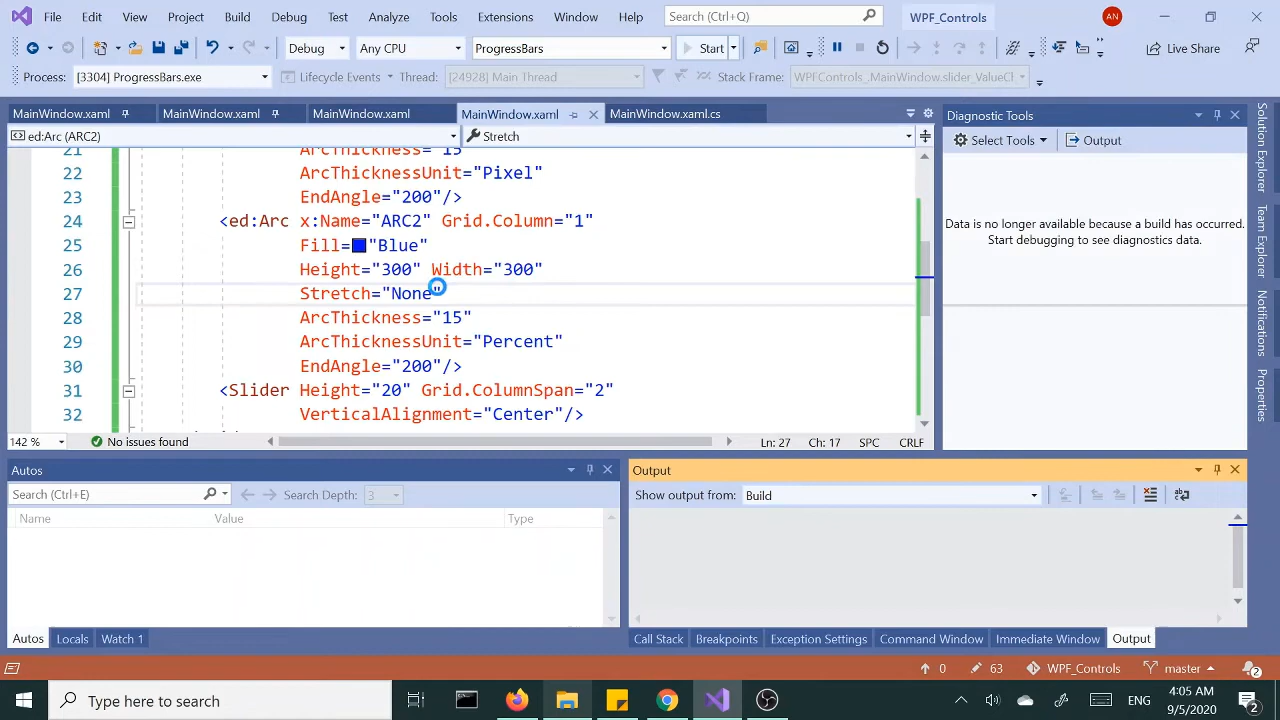 File Edit View Project Build Debug Test Analyze Tools Extensions Window Help Search (Ctrl+Q) WPF_Controls AN
Debug Any CPU ProgressBars Start Live Share
Process: [3304] ProgressBars.exe Lifecycle Events Thread: [24928] Main Thread Stack Frame: WPFControls_.MainWindow.slider_ValueCh
MainWindow.xaml MainWindow.xaml MainWindow.xaml MainWindow.xaml MainWindow.xaml.cs
ed:Arc (ARC2) Stretch
21 ArcThickness="15"
22 ArcThicknessUnit="Pixel"
23 EndAngle="200"/>
24 <ed:Arc x:Name="ARC2" Grid.Column="1"
25 Fill="Blue"
26 Height="300" Width="300"
27 Stretch="None"
28 ArcThickness="15"
29 ArcThicknessUnit="Percent"
30 EndAngle="200"/>
31 <Slider Height="20" Grid.ColumnSpan="2"
32 VerticalAlignment="Center"/>
142 % No issues found Ln: 27 Ch: 17 SPC CRLF
Diagnostic Tools
Select Tools Output
Data is no longer available because a build has occurred.
Start debugging to see diagnostics data.
Solution Explorer
Team Explorer
Notifications
Properties
Autos
Search (Ctrl+E) Search Depth: 3
Name Value Type
Autos Locals Watch 1
Output
Show output from: Build
Call Stack Breakpoints Exception Settings Command Window Immediate Window Output
0 63 WPF_Controls master 2
Type here to search ENG 4:05 AM
9/5/2020 2